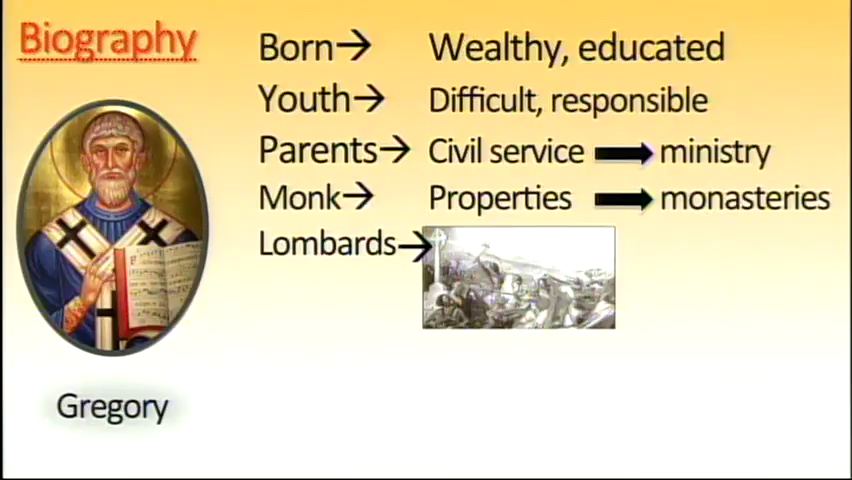 Biography
Born→ Wealthy, educated
Youth→ Difficult, responsible
Parents→ Civil service → ministry
Monk→ Properties → monasteries
Lombards→
Gregory